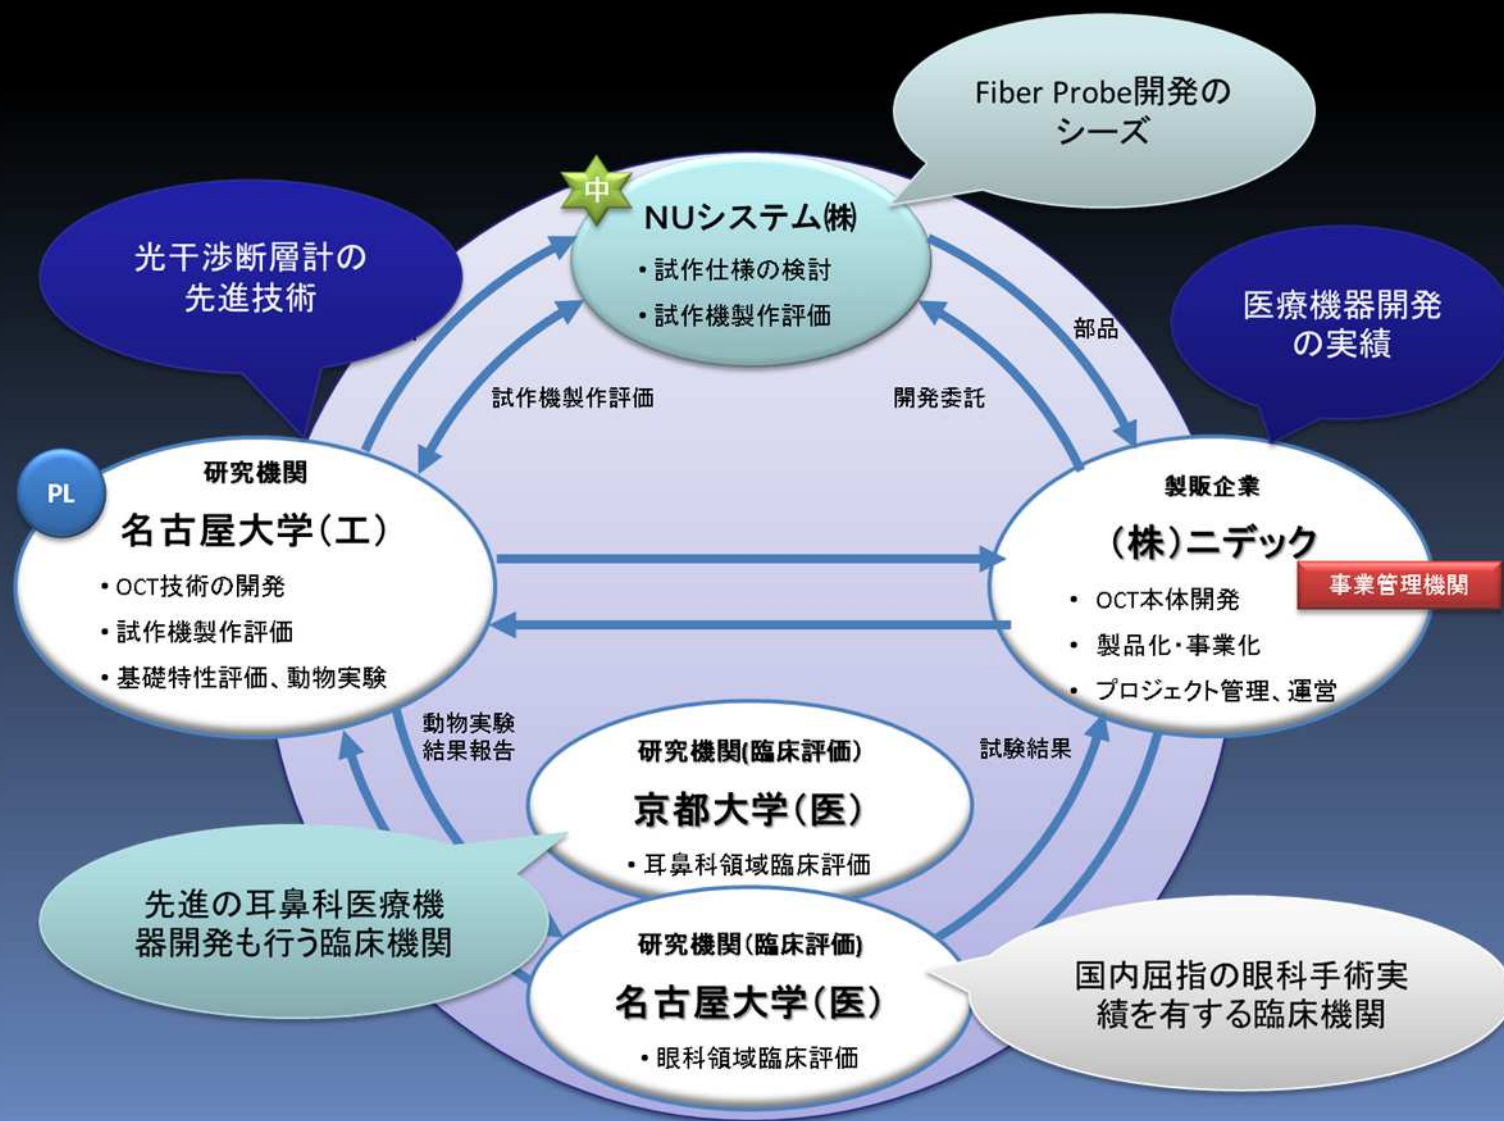 Fiber Probe開発の
シーズ
中
NUシステム㈱
・試作仕様の検討
・試作機製作評価
光干渉断層計の
先進技術
医療機器開発
の実績
部品
試作機製作評価
開発委託
PL
研究機関
名古屋大学(工)
・OCT技術の開発
・試作機製作評価
・基礎特性評価、動物実験
製販企業
(株)ニデック
事業管理機関
・ OCT本体開発
・ 製品化・事業化
・ プロジェクト管理、運営
動物実験
結果報告
試験結果
研究機関(臨床評価)
京都大学(医)
・耳鼻科領域臨床評価
先進の耳鼻科医療機
器開発も行う臨床機関
研究機関(臨床評価)
名古屋大学(医)
・眼科領域臨床評価
国内屈指の眼科手術実
績を有する臨床機関